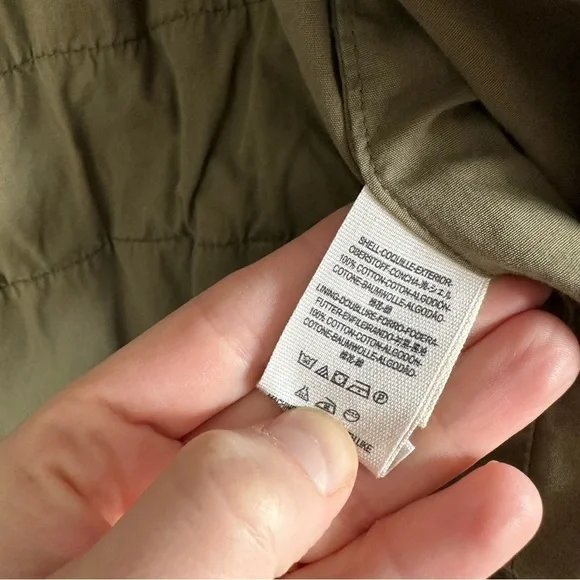 SHELL-COQUILLE-EXTERIOR-
OBERSTOFF-CONCHA-
100% COTTON-COTON-ALGODÓN-
COTONE-BAUMWOLLE-ALGODÃO-
LINING-DOUBLURE-FORRO-FODERA-
FUTTER-ENFILEIRANDO-
100% COTTON-COTON-ALGODÓN-
COTONE-BAUMWOLLE-ALGODÃO-